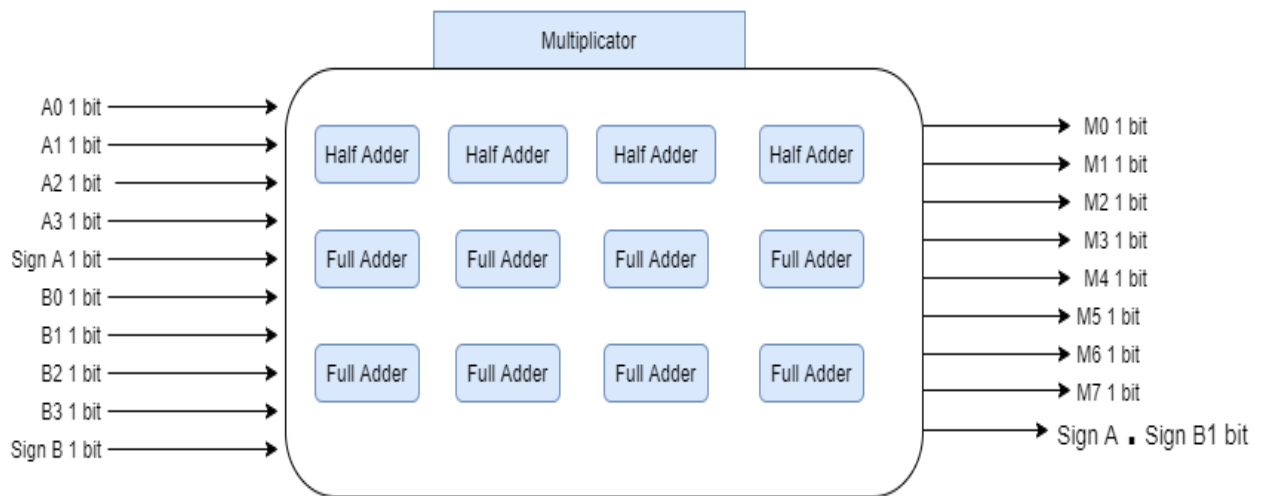 Multiplicator
A0 1 bit
A1 1 bit
A2 1 bit
A3 1 bit
Sign A 1 bit
B0 1 bit
B1 1 bit
B2 1 bit
B3 1 bit
Sign B 1 bit
Half Adder Half Adder Half Adder Half Adder
Full Adder Full Adder Full Adder Full Adder
Full Adder Full Adder Full Adder Full Adder
M0 1 bit
M1 1 bit
M2 1 bit
M3 1 bit
M4 1 bit
M5 1 bit
M6 1 bit
M7 1 bit
Sign A . Sign B1 bit